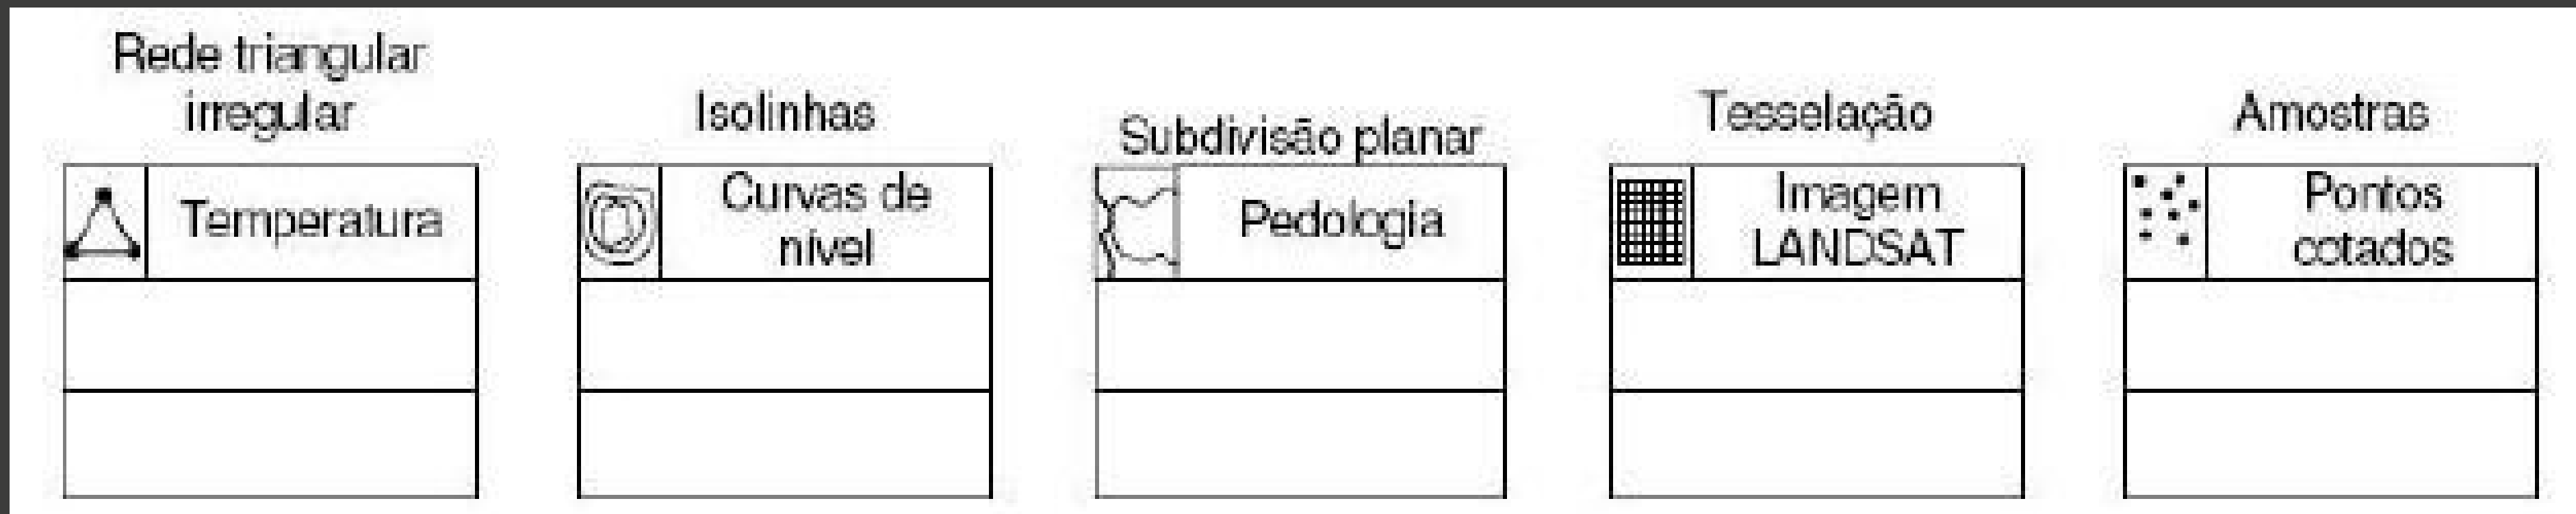 Rede triangular
irregular
Isolinhas
Subdivisão planar
Tesselação
Amostras
Temperatura
Curvas de
nível
Pedologia
Imagem
LANDSAT
Pontos
cotados